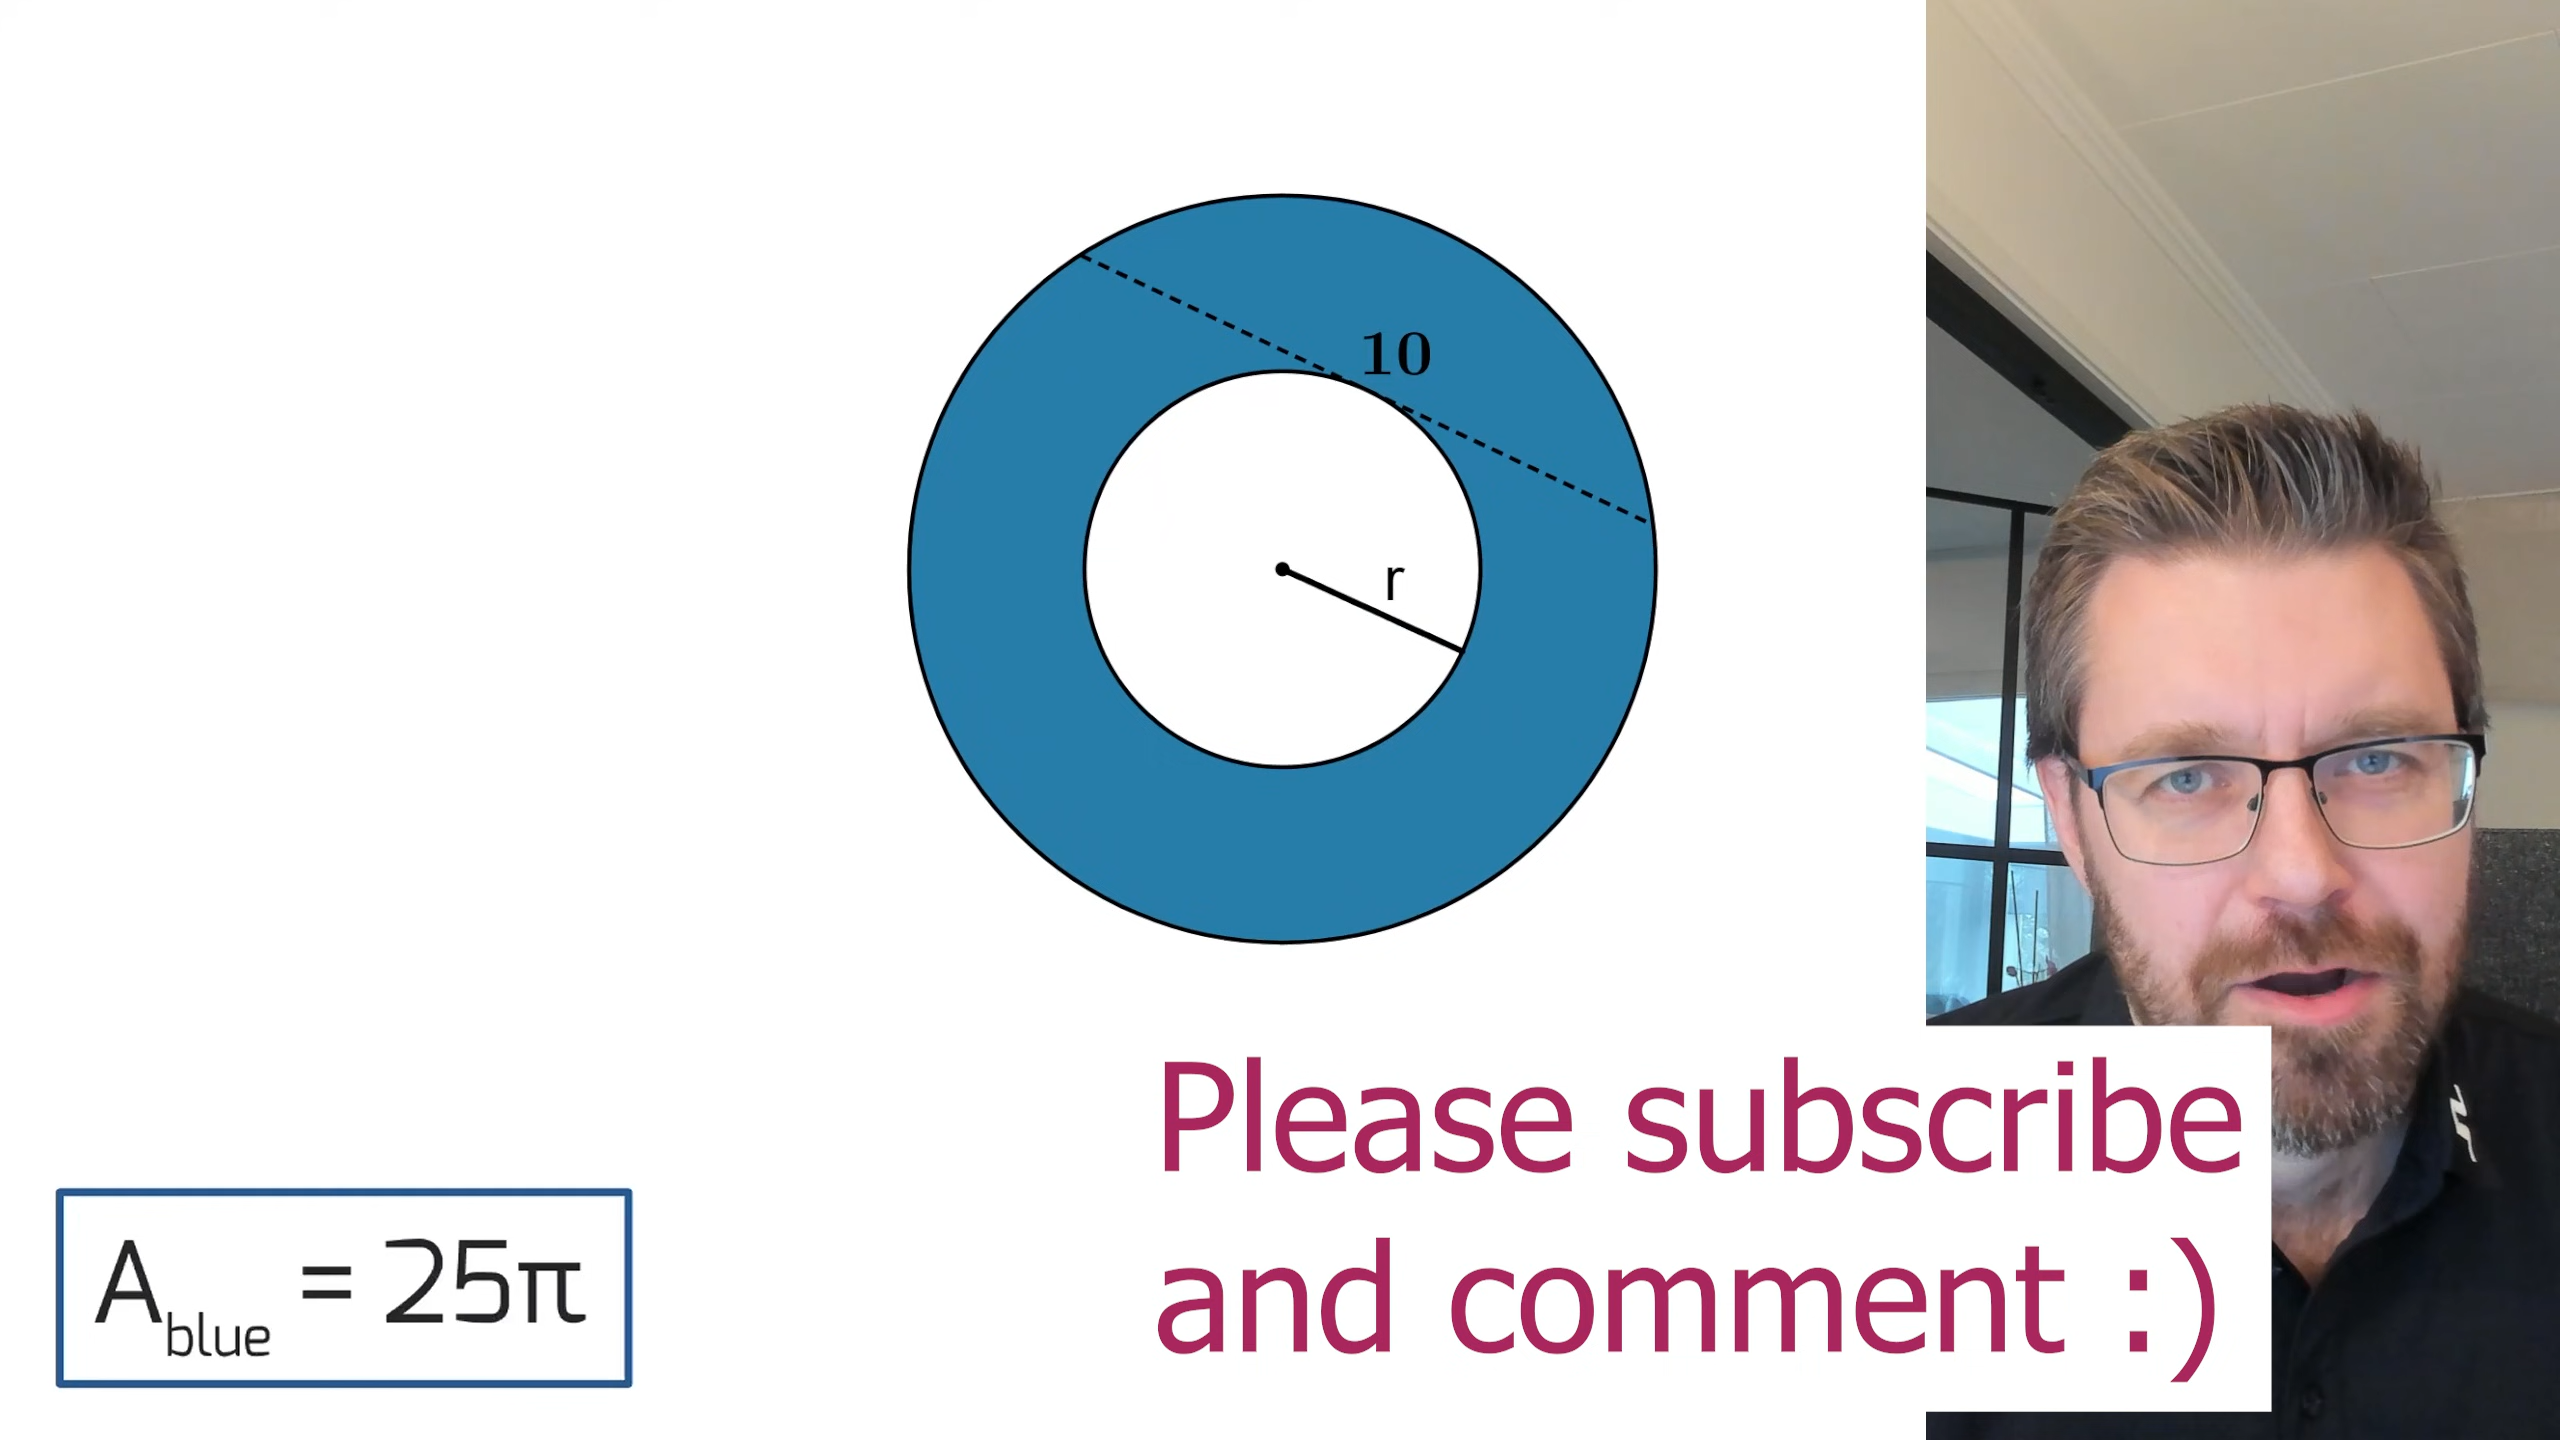 10
r
Please subscribe
and comment :)
A_blue = 25π